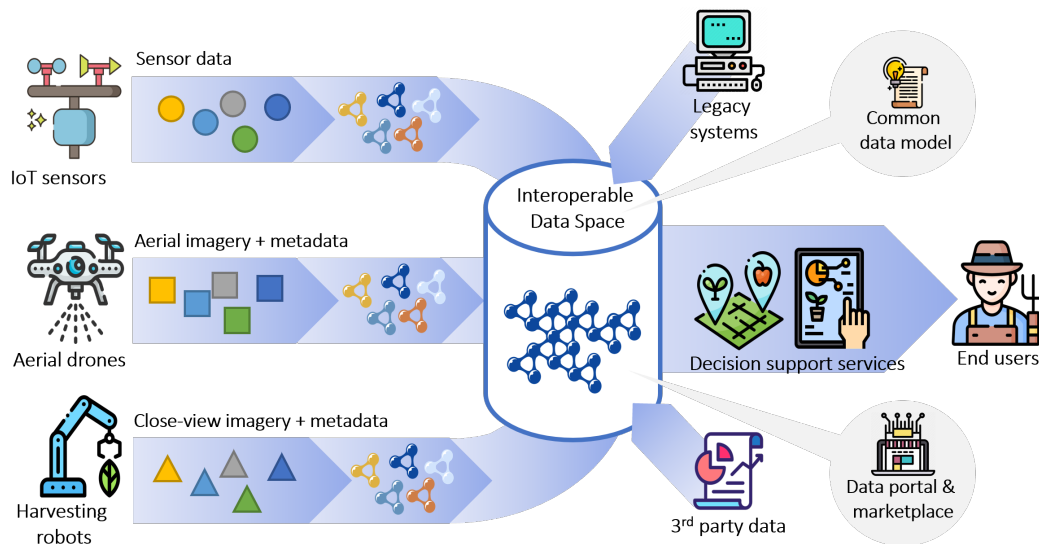 Sensor data
IoT sensors
Aerial imagery + metadata
Aerial drones
Close-view imagery + metadata
Harvesting
robots
Interoperable
Data Space
Legacy
systems
Common
data model
Decision support services
End users
3rd party data
Data portal &
marketplace